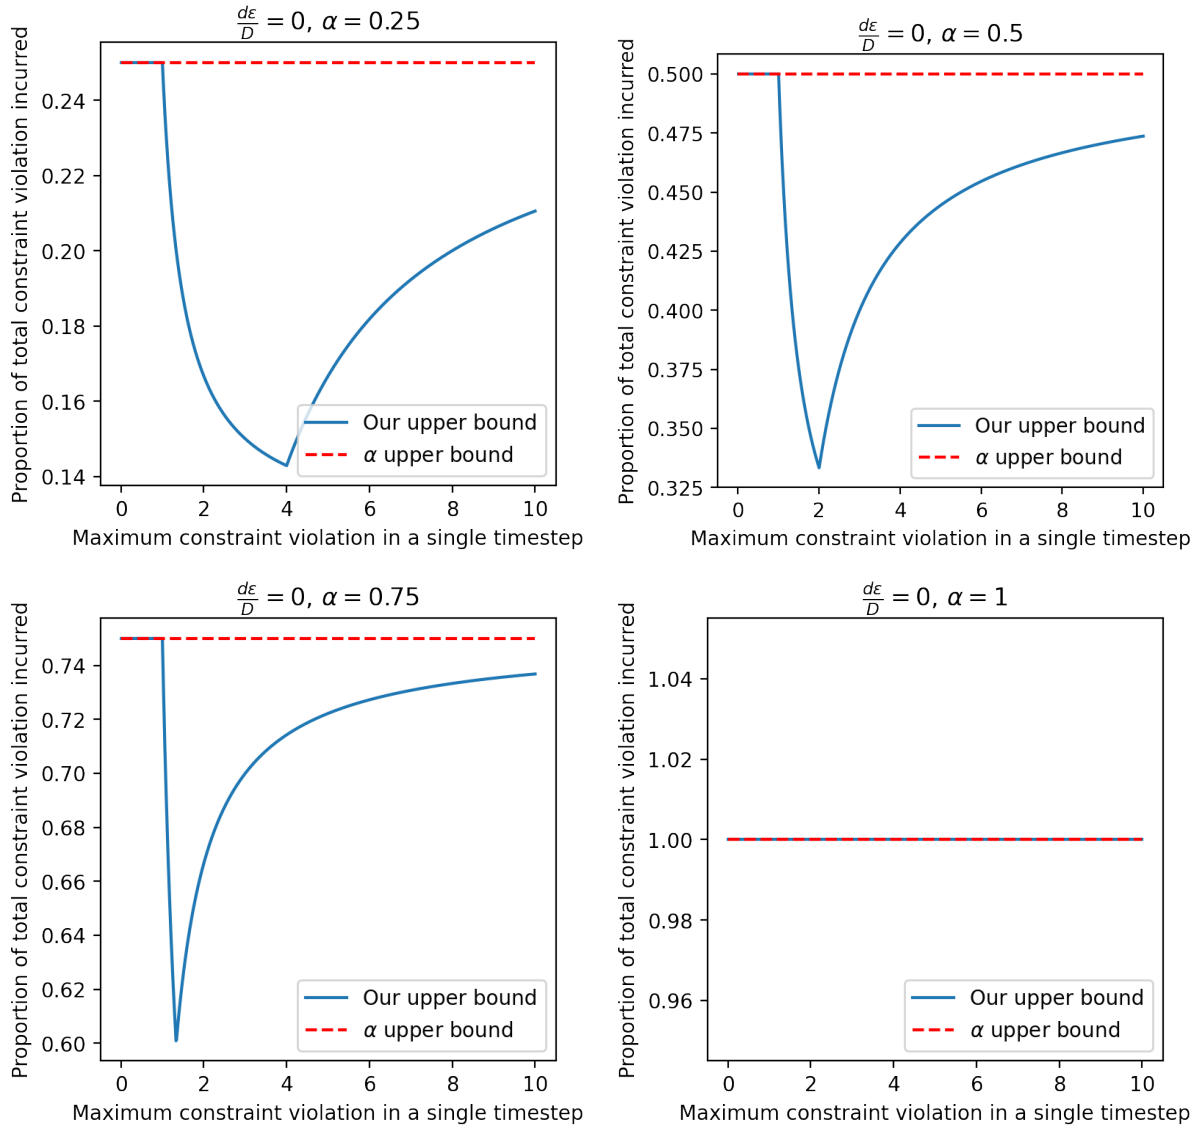 dε/D = 0, α = 0.25
Proportion of total constraint violation incurred
0.24
0.22
0.20
0.18
0.16
0.14
Our upper bound
α upper bound
0 2 4 6 8 10
Maximum constraint violation in a single timestep
dε/D = 0, α = 0.5
Proportion of total constraint violation incurred
0.500
0.475
0.450
0.425
0.400
0.375
0.350
0.325
Our upper bound
α upper bound
0 2 4 6 8 10
Maximum constraint violation in a single timestep
dε/D = 0, α = 0.75
Proportion of total constraint violation incurred
0.74
0.72
0.70
0.68
0.66
0.64
0.62
0.60
Our upper bound
α upper bound
0 2 4 6 8 10
Maximum constraint violation in a single timestep
dε/D = 0, α = 1
Proportion of total constraint violation incurred
1.04
1.02
1.00
0.98
0.96
Our upper bound
α upper bound
0 2 4 6 8 10
Maximum constraint violation in a single timestep